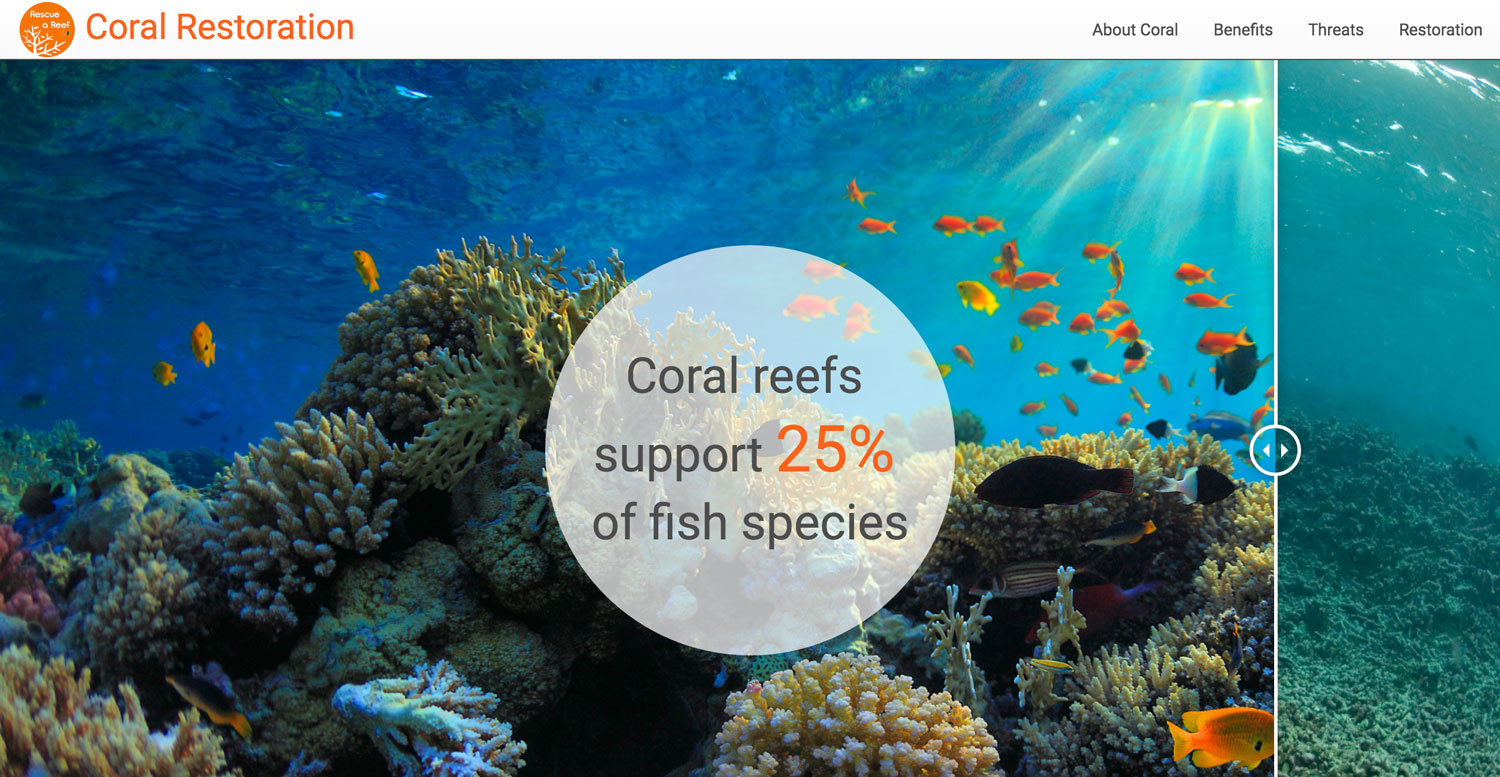 Rescue
a Reef
Coral Restoration
About Coral Benefits Threats Restoration
Coral reefs
support 25%
of fish species